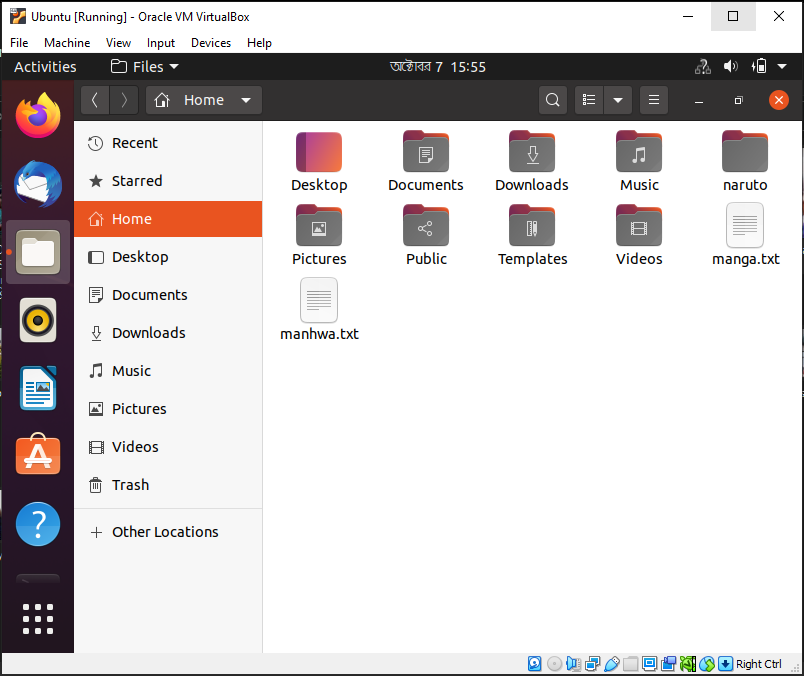 Ubuntu [Running] - Oracle VM VirtualBox
File Machine View Input Devices Help
Activities Files অক্টোবর 7 15:55
Home
Recent
Starred
Home
Desktop
Documents
Downloads
Music
Pictures
Videos
Trash
Other Locations
Desktop Documents Downloads Music naruto
Pictures Public Templates Videos manga.txt
manhwa.txt
Right Ctrl